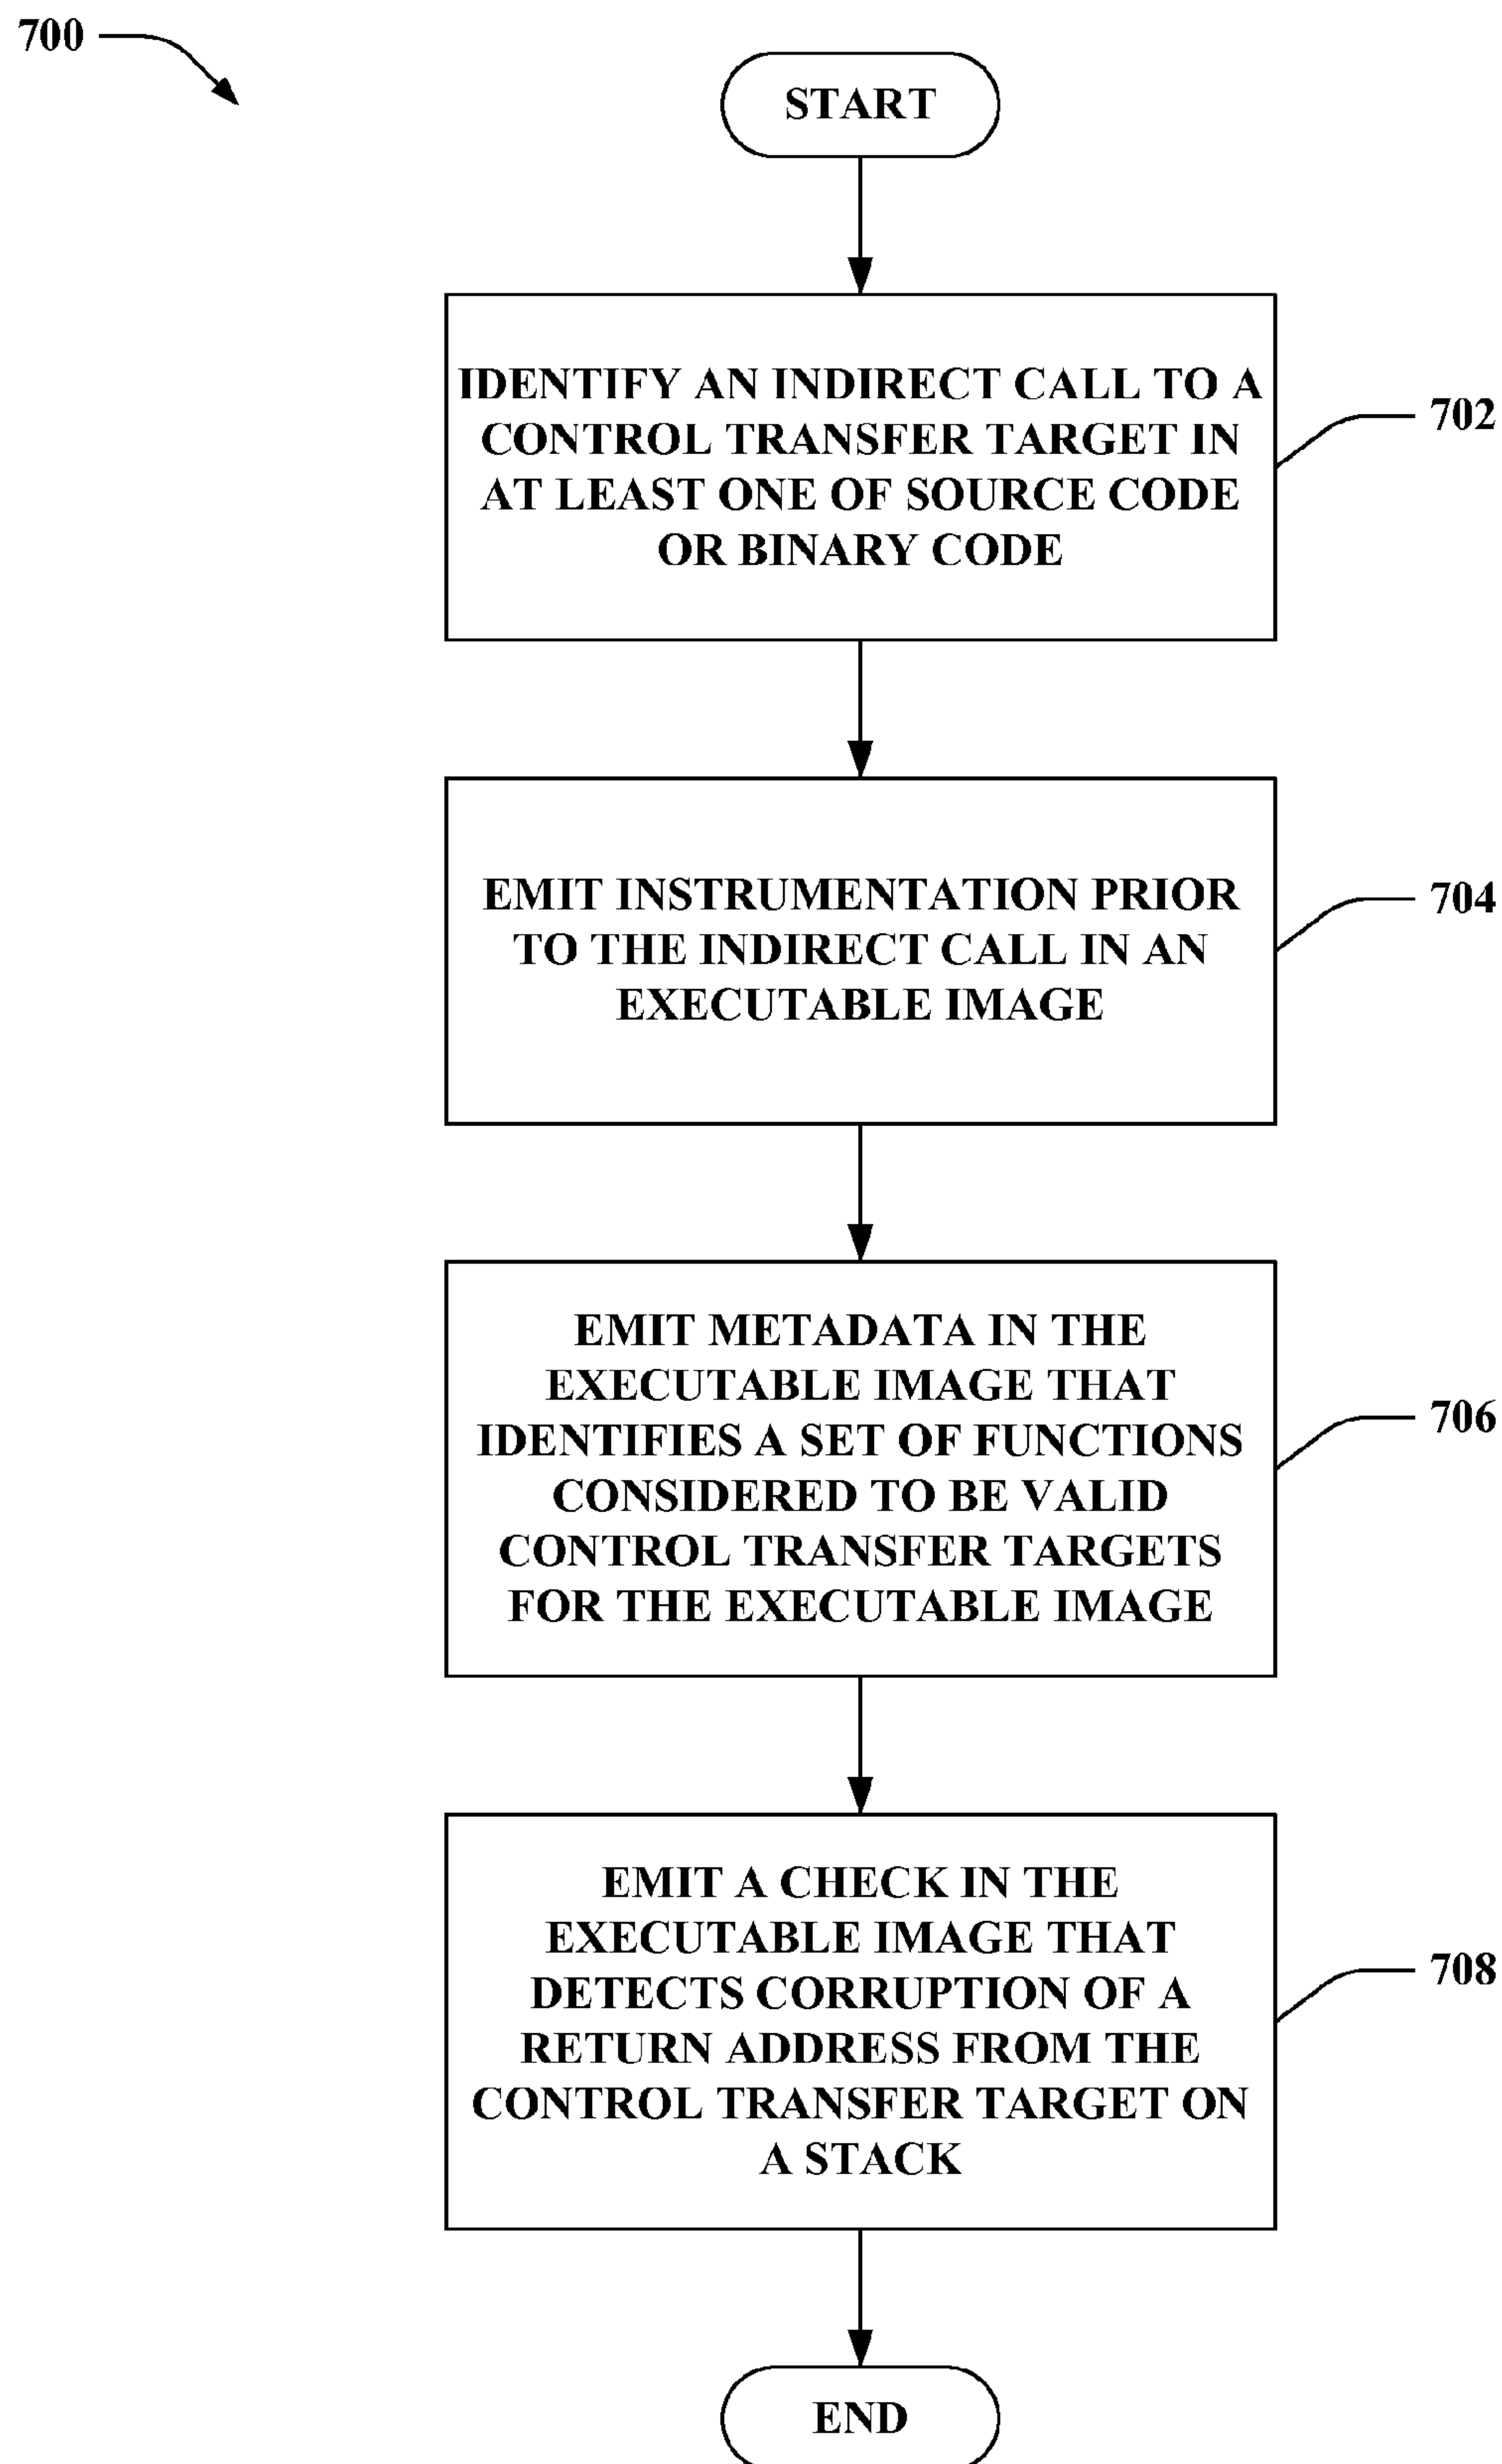 700
START
IDENTIFY AN INDIRECT CALL TO A
CONTROL TRANSFER TARGET IN
AT LEAST ONE OF SOURCE CODE
OR BINARY CODE
702
EMIT INSTRUMENTATION PRIOR
TO THE INDIRECT CALL IN AN
EXECUTABLE IMAGE
704
EMIT METADATA IN THE
EXECUTABLE IMAGE THAT
IDENTIFIES A SET OF FUNCTIONS
CONSIDERED TO BE VALID
CONTROL TRANSFER TARGETS
FOR THE EXECUTABLE IMAGE
706
EMIT A CHECK IN THE
EXECUTABLE IMAGE THAT
DETECTS CORRUPTION OF A
RETURN ADDRESS FROM THE
CONTROL TRANSFER TARGET ON
A STACK
708
END